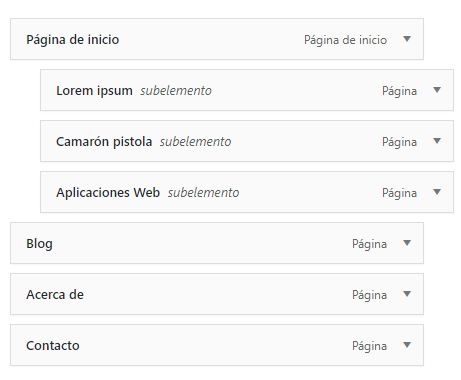 Página de inicio Página de inicio
Lorem ipsum subelemento Página
Camarón pistola subelemento Página
Aplicaciones Web subelemento Página
Blog Página
Acerca de Página
Contacto Página